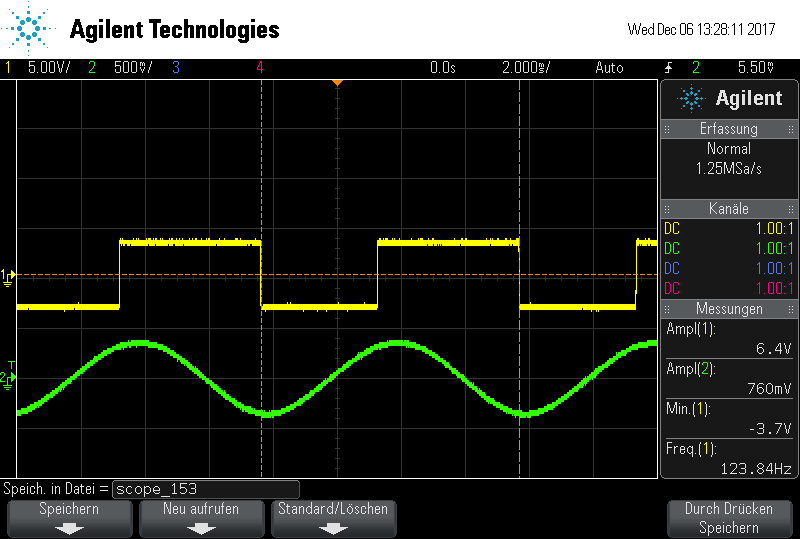 Agilent Technologies
Wed Dec 06 13:28:11 2017
1 5.00V/ 2 500mV/ 3 4 0.0s 2.000ms/ Auto 2 5.50mV
Agilent
Erfassung
Normal
1.25MSa/s
Kanäle
DC 1.00:1
DC 1.00:1
DC 1.00:1
DC 1.00:1
Messungen
Ampl(1):
6.4V
Ampl(2):
760mV
Min.(1):
-3.7V
Freq.(1):
123.84Hz
1
T
2
Speich. in Datei = scope_153
Speichern
Neu aufrufen
Standard/Löschen
Durch Drücken
Speichern